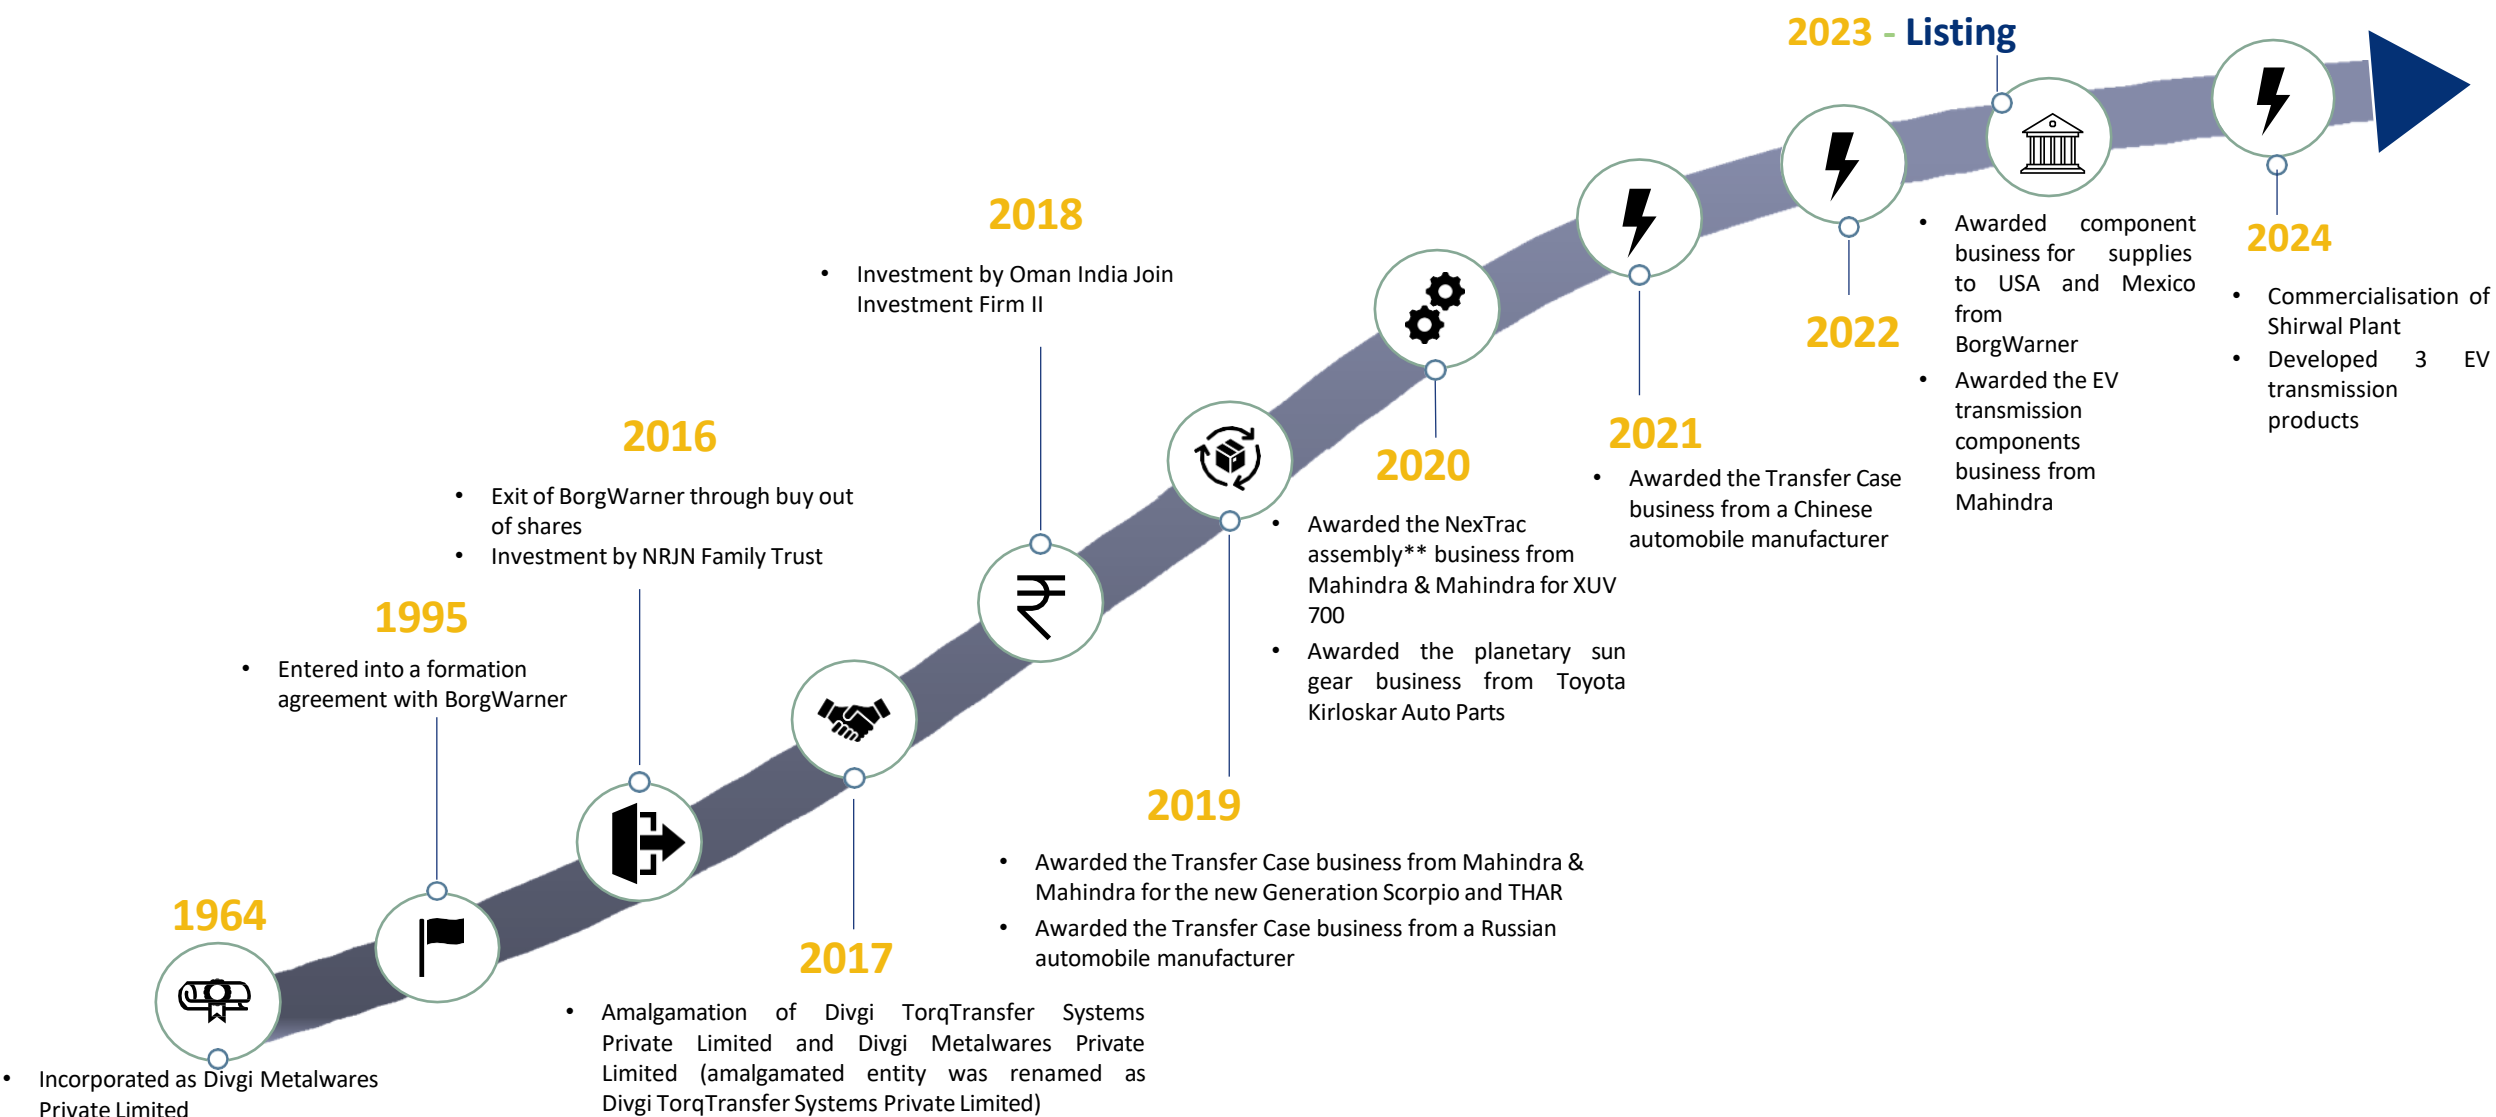 1964
• Incorporated as Divgi Metalwares
Private Limited
1995
• Entered into a formation
agreement with BorgWarner
2016
• Exit of BorgWarner through buy out
of shares
• Investment by NRJN Family Trust
2017
• Amalgamation of Divgi TorqTransfer Systems
Private Limited and Divgi Metalwares Private
Limited (amalgamated entity was renamed as
Divgi TorqTransfer Systems Private Limited)
2018
• Investment by Oman India Join
Investment Firm II
2019
• Awarded the Transfer Case business from Mahindra &
Mahindra for the new Generation Scorpio and THAR
• Awarded the Transfer Case business from a Russian
automobile manufacturer
2020
• Awarded the NexTrac
assembly** business from
Mahindra & Mahindra for XUV
700
• Awarded the planetary sun
gear business from Toyota
Kirloskar Auto Parts
2021
• Awarded the Transfer Case
business from a Chinese
automobile manufacturer
2022
2023 - Listing
• Awarded component
business for supplies
to USA and Mexico
from
BorgWarner
• Awarded the EV
transmission
components
business from
Mahindra
2024
• Commercialisation of
Shirwal Plant
• Developed 3 EV
transmission
products